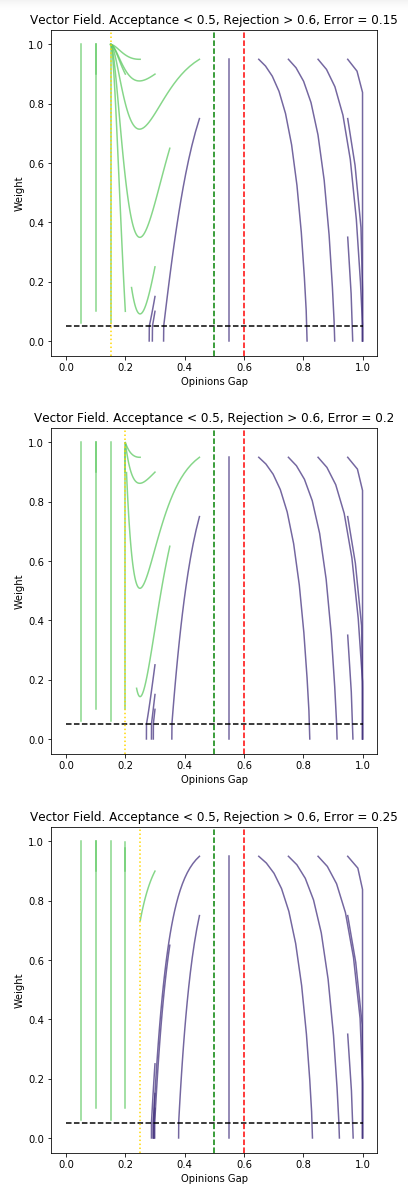 Vector Field. Acceptance < 0.5, Rejection > 0.6, Error = 0.15
1.0
0.8
0.6
0.4
0.2
0.0
Weight
0.0 0.2 0.4 0.6 0.8 1.0
Opinions Gap
Vector Field. Acceptance < 0.5, Rejection > 0.6, Error = 0.2
1.0
0.8
0.6
0.4
0.2
0.0
Weight
0.0 0.2 0.4 0.6 0.8 1.0
Opinions Gap
Vector Field. Acceptance < 0.5, Rejection > 0.6, Error = 0.25
1.0
0.8
0.6
0.4
0.2
0.0
Weight
0.0 0.2 0.4 0.6 0.8 1.0
Opinions Gap